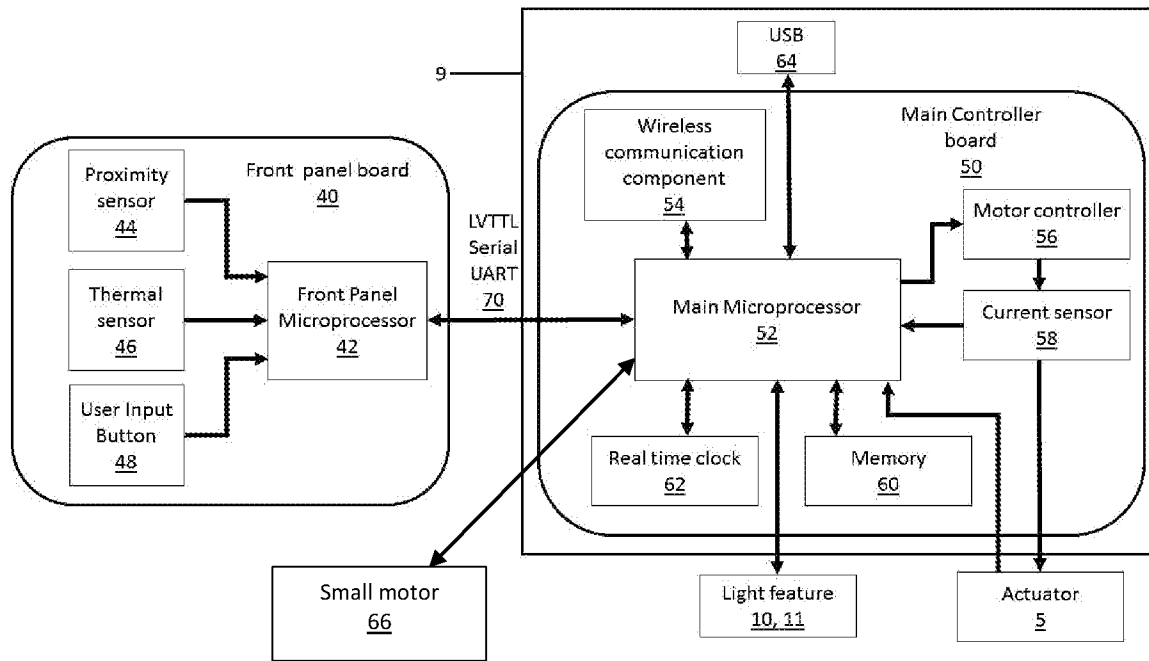 USB
64
9
Wireless
communication
component
54
Main Controller
board
50
Proximity
sensor
44
Front panel board
40
Motor controller
56
LVTTL
Serial
UART
70
Thermal
sensor
46
Front Panel
Microprocessor
42
Main Microprocessor
52
Current sensor
58
User Input
Button
48
Real time clock
62
Memory
60
Small motor
66
Light feature
10, 11
Actuator
5